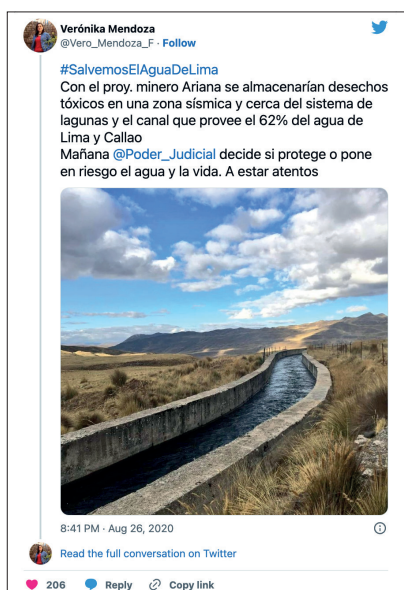 Verónika Mendoza
@Vero_Mendoza_F · Follow
#SalvemosElAguaDeLima
Con el proy. minero Ariana se almacenarían desechos
tóxicos en una zona sísmica y cerca del sistema de
lagunas y el canal que provee el 62% del agua de
Lima y Callao
Mañana @Poder_Judicial decide si protege o pone
en riesgo el agua y la vida. A estar atentos
8:41 PM · Aug 26, 2020
Read the full conversation on Twitter
206 Reply Copy link